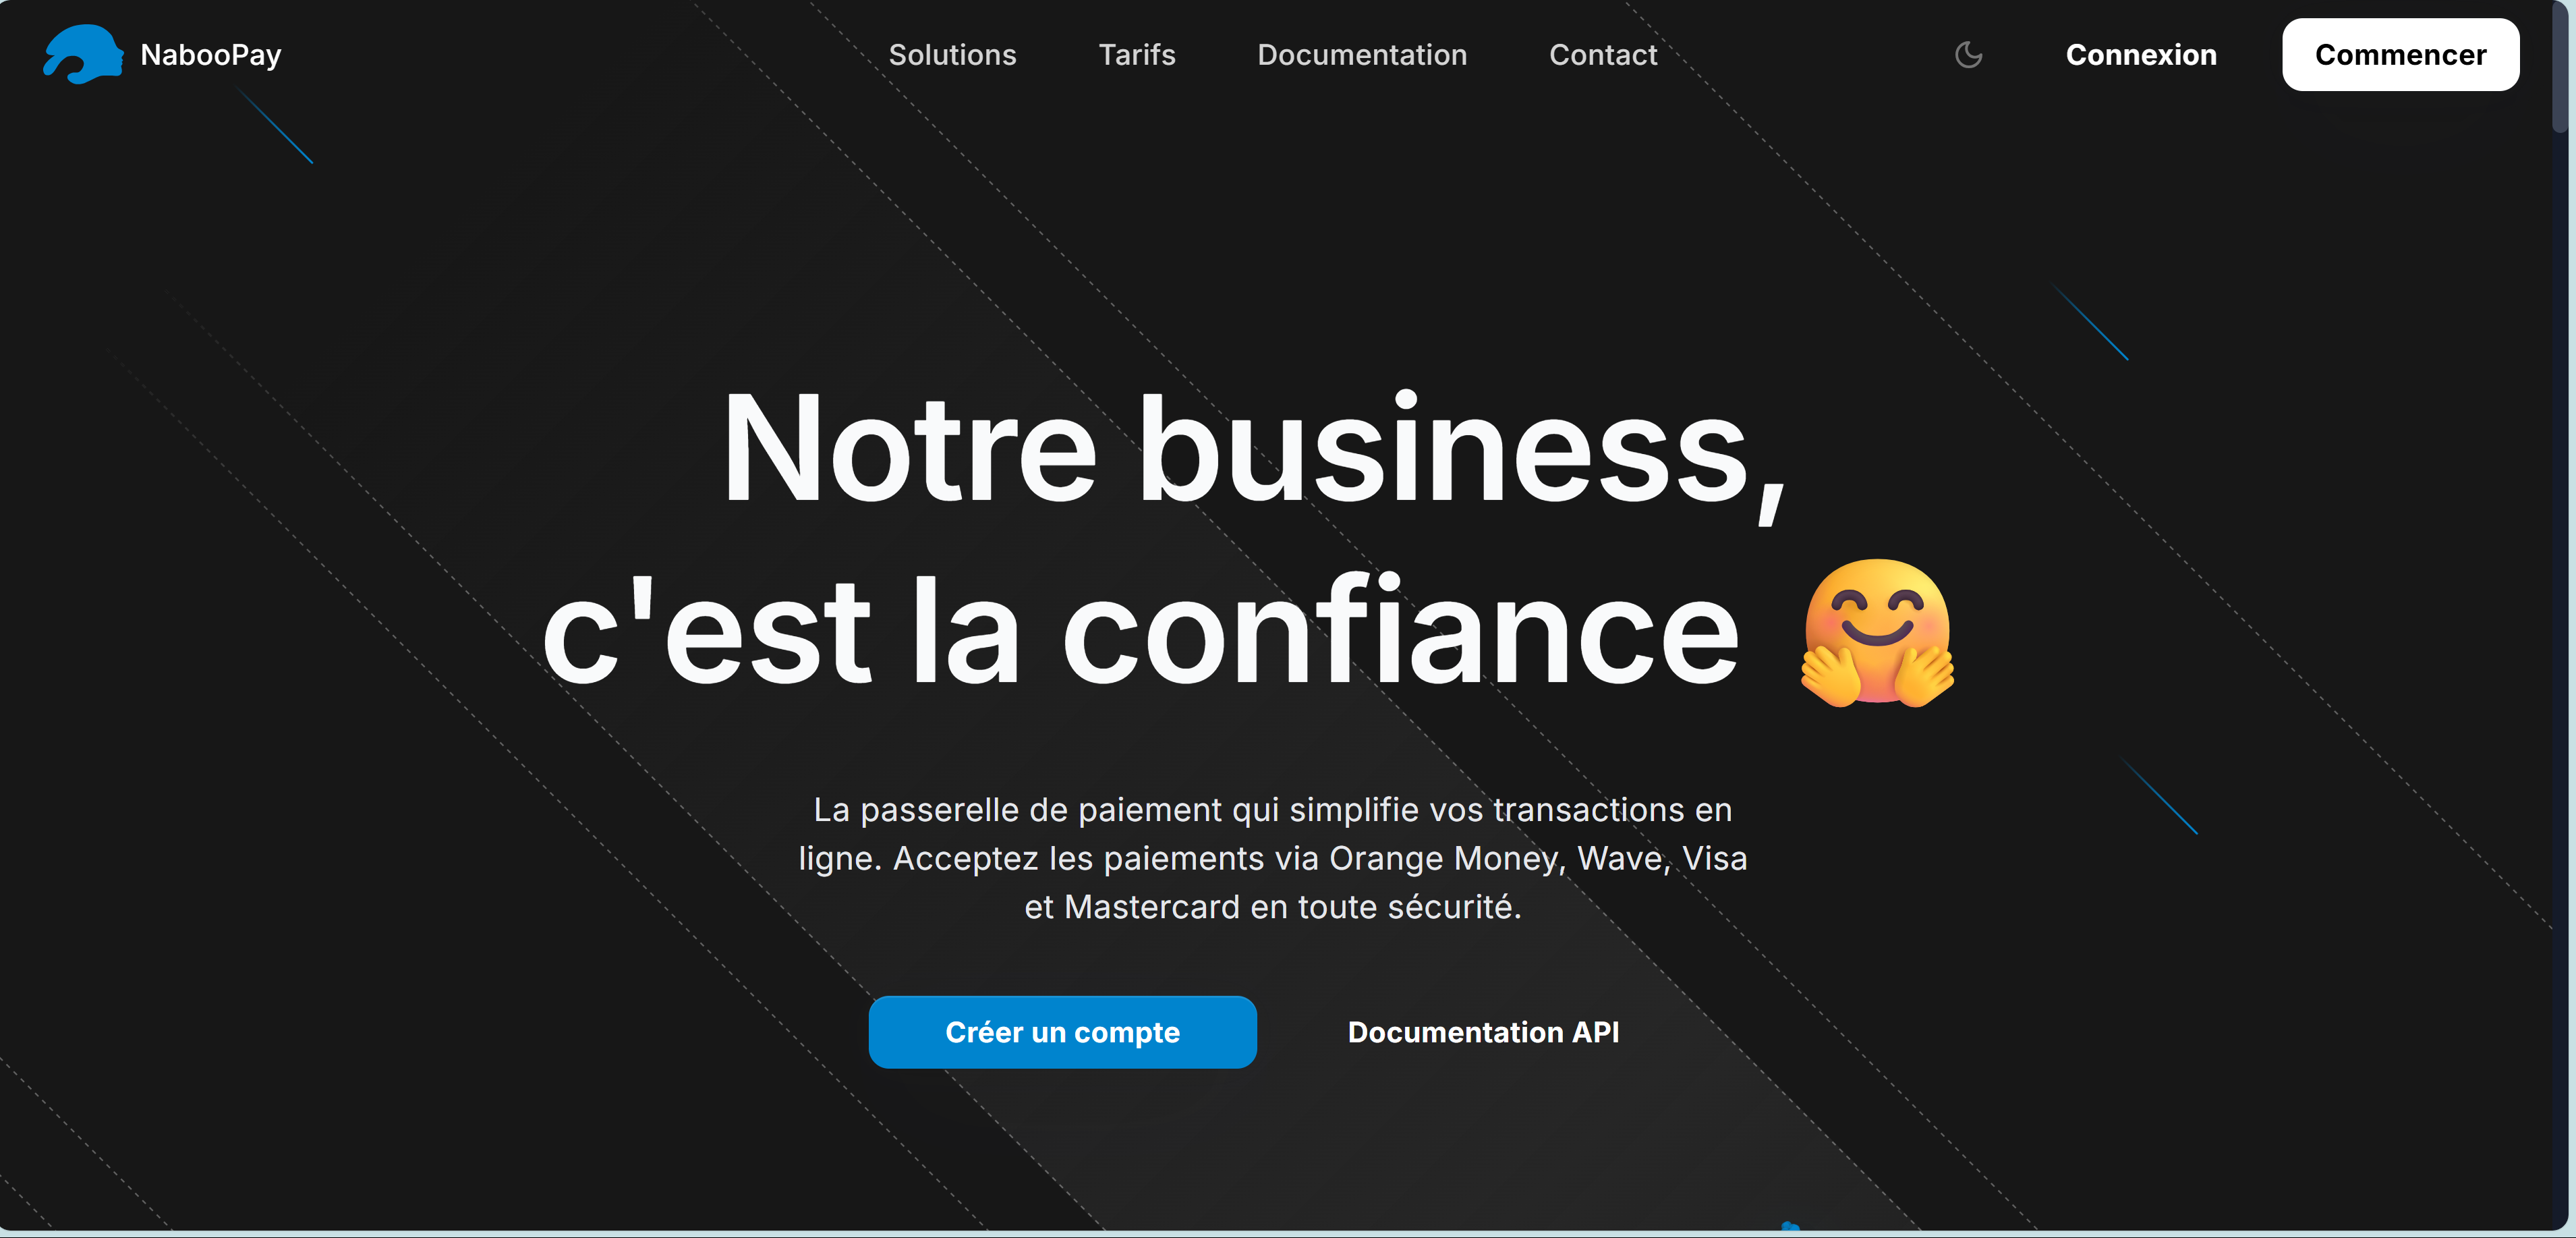 NabooPay
Solutions
Tarifs
Documentation
Contact
Connexion
Commencer
Notre business,
c'est la confiance 🤗
La passerelle de paiement qui simplifie vos transactions en
ligne. Acceptez les paiements via Orange Money, Wave, Visa
et Mastercard en toute sécurité.
Créer un compte
Documentation API